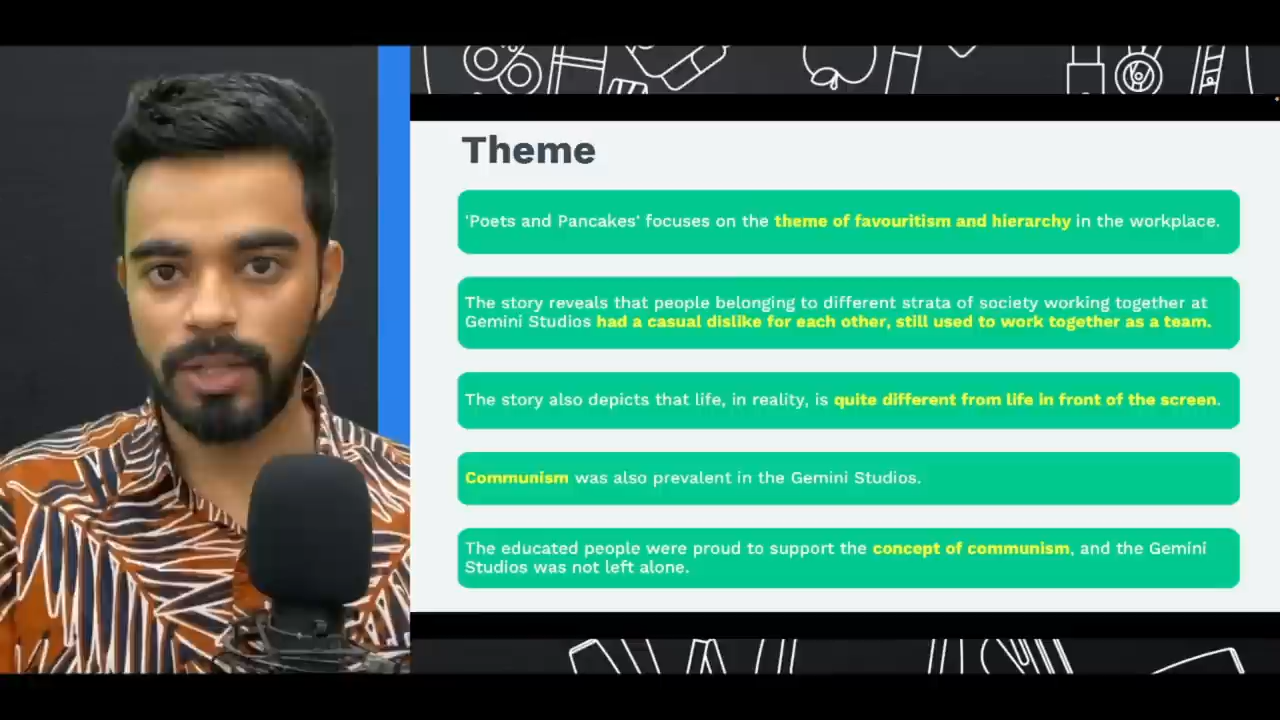 Theme
'Poets and Pancakes' focuses on the theme of favouritism and hierarchy in the workplace.
The story reveals that people belonging to different strata of society working together at
Gemini Studios had a casual dislike for each other, still used to work together as a team.
The story also depicts that life, in reality, is quite different from life in front of the screen.
Communism was also prevalent in the Gemini Studios.
The educated people were proud to support the concept of communism, and the Gemini
Studios was not left alone.